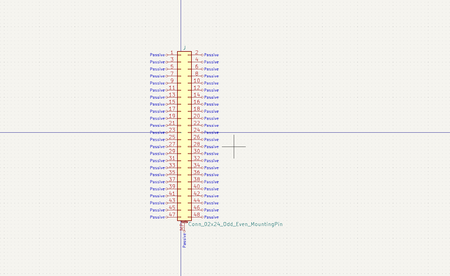 J
Passive 1 2 Passive
Passive 3 4 Passive
Passive 5 6 Passive
Passive 7 8 Passive
Passive 9 10 Passive
Passive 11 12 Passive
Passive 13 14 Passive
Passive 15 16 Passive
Passive 17 18 Passive
Passive 19 20 Passive
Passive 21 22 Passive
Passive 23 24 Passive
Passive 25 26 Passive
Passive 27 28 Passive
Passive 29 30 Passive
Passive 31 32 Passive
Passive 33 34 Passive
Passive 35 36 Passive
Passive 37 38 Passive
Passive 39 40 Passive
Passive 41 42 Passive
Passive 43 44 Passive
Passive 45 46 Passive
Passive 47 48 Passive
Conn_02x24_Odd_Even_MountingPin
Passive